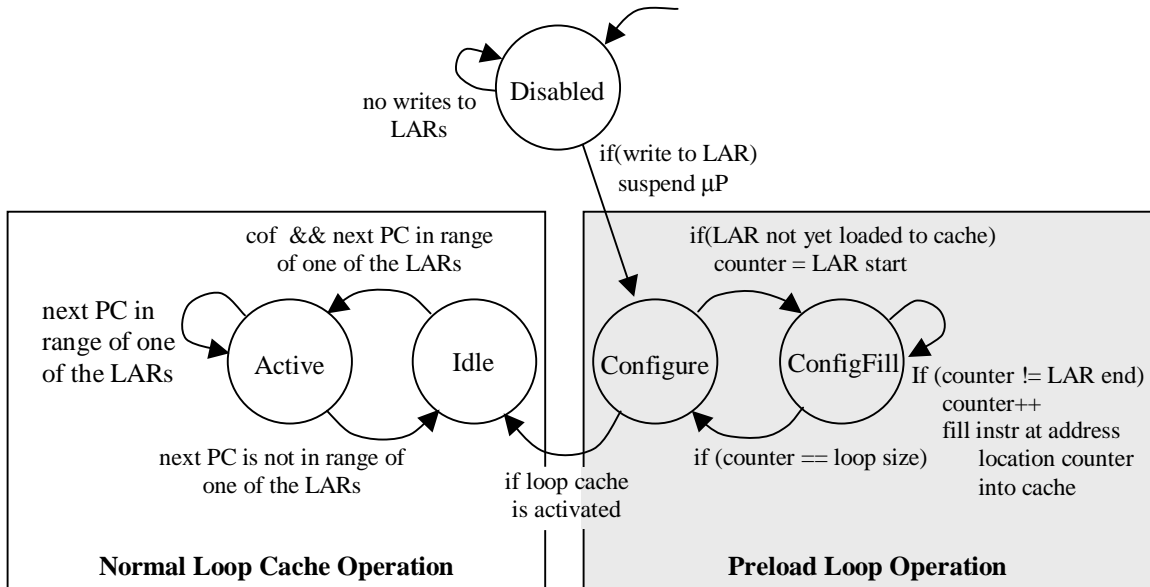 Disabled
no writes to
LARs
if(write to LAR)
suspend μP
cof && next PC in range
of one of the LARs
next PC in
range of one
of the LARs
Active
Idle
next PC is not in range of
one of the LARs
if loop cache
is activated
Normal Loop Cache Operation
if(LAR not yet loaded to cache)
counter = LAR start
Configure
ConfigFill
If (counter != LAR end)
counter++
fill instr at address
location counter
into cache
if (counter == loop size)
Preload Loop Operation